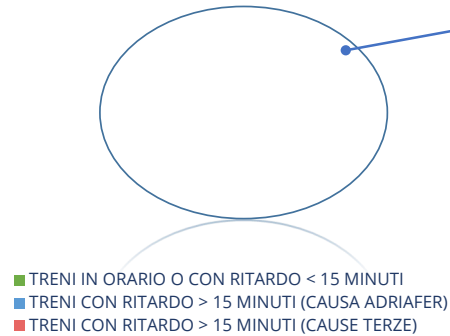 TRENI IN ORARIO O CON RITARDO < 15 MINUTI
TRENI CON RITARDO > 15 MINUTI (CAUSA ADRIAFER)
TRENI CON RITARDO > 15 MINUTI (CAUSE TERZE)